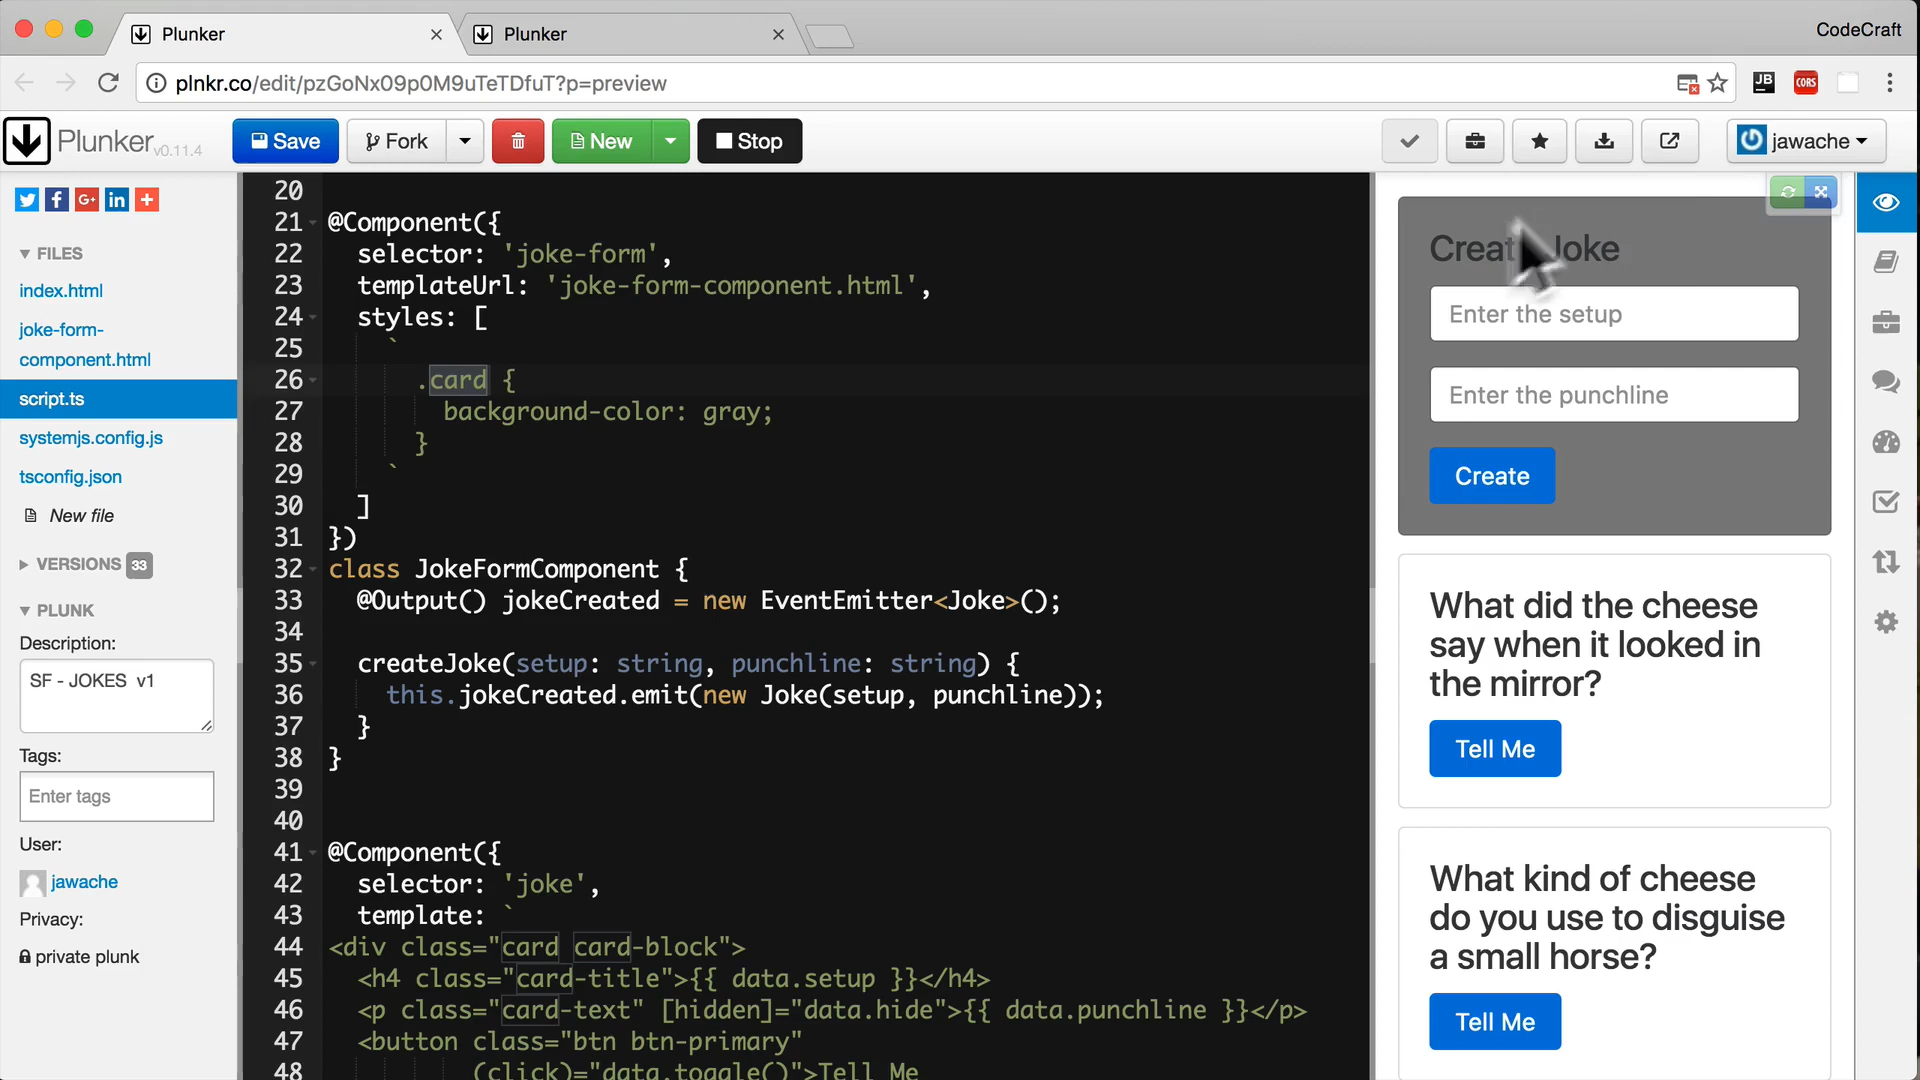 Plunker
Plunker
CodeCraft
plnkr.co/edit/pzGoNx09p0M9uTeTDfuT?p=preview
JB
CORS
Plunker v0.11.4
Save
Fork
New
Stop
jawache
FILES
index.html
joke-form-
component.html
script.ts
systemjs.config.js
tsconfig.json
New file
VERSIONS 33
PLUNK
Description:
SF - JOKES v1
Tags:
Enter tags
User:
jawache
Privacy:
private plunk
20
21 @Component({
22 selector: 'joke-form',
23 templateUrl: 'joke-form-component.html',
24 styles: [
25 `
26 .card {
27 background-color: gray;
28 }
29 `
30 ]
31 })
32 class JokeFormComponent {
33 @Output() jokeCreated = new EventEmitter<Joke>();
34
35 createJoke(setup: string, punchline: string) {
36 this.jokeCreated.emit(new Joke(setup, punchline));
37 }
38 }
39
40
41 @Component({
42 selector: 'joke',
43 template: `
44 <div class="card card-block">
45 <h4 class="card-title">{{ data.setup }}</h4>
46 <p class="card-text" [hidden]="data.hide">{{ data.punchline }}</p>
47 <button class="btn btn-primary"
48 (click)="data.toggle()">Tell Me
Create Joke
Enter the setup
Enter the punchline
Create
What did the cheese
say when it looked in
the mirror?
Tell Me
What kind of cheese
do you use to disguise
a small horse?
Tell Me